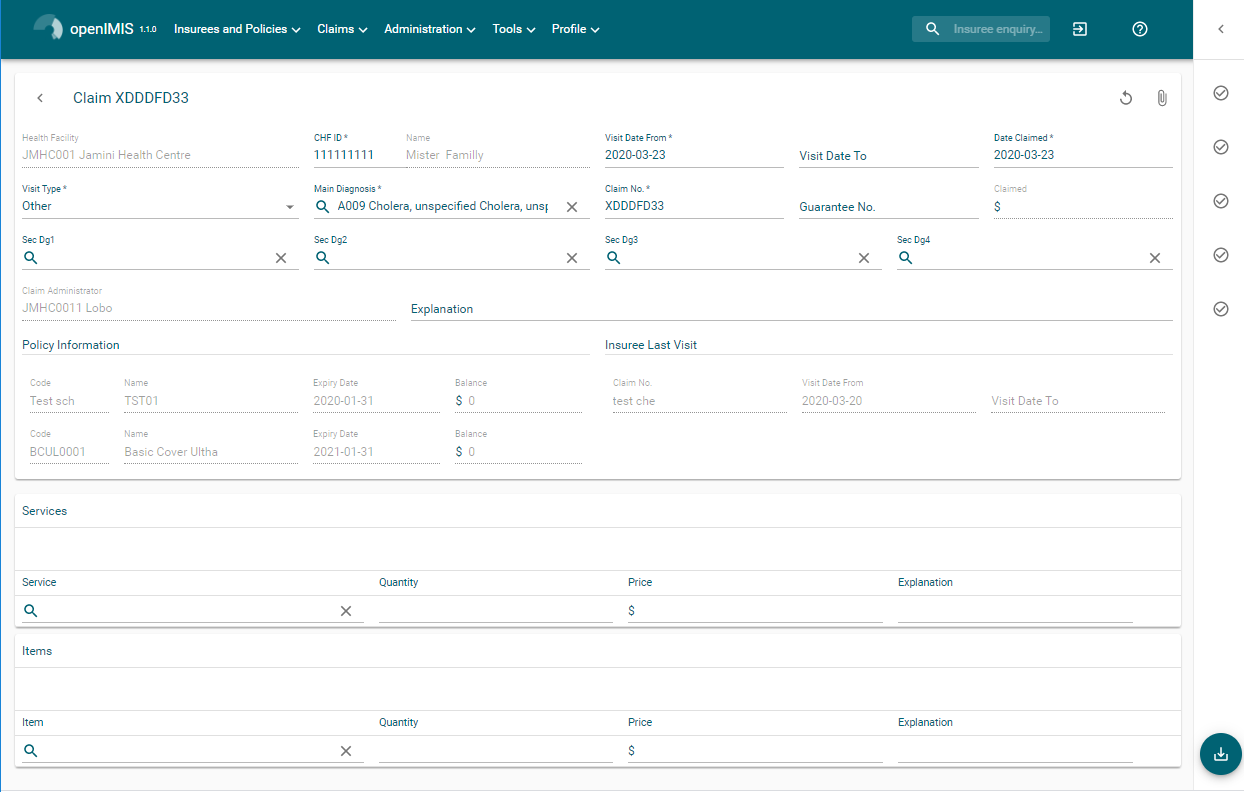 openIMIS 1.1.0 Insurees and Policies Claims Administration Tools Profile Insuree enquiry...
Claim XDDDFD33
Health Facility CHF ID * Name Visit Date From * Date Claimed *
JMHC001 Jamini Health Centre 111111111 Mister Familly 2020-03-23 Visit Date To 2020-03-23
Visit Type * Main Diagnosis * Claim No. * Claimed
Other A009 Cholera, unspecified Cholera, unsp XDDDFD33 Guarantee No. $
Sec Dg1 Sec Dg2 Sec Dg3 Sec Dg4
Claim Administrator
JMHC0011 Lobo Explanation
Policy Information Insuree Last Visit
Code Name Expiry Date Balance Claim No. Visit Date From
Test sch TST01 2020-01-31 $ 0 test che 2020-03-20 Visit Date To
Code Name Expiry Date Balance
BCUL0001 Basic Cover Ultha 2021-01-31 $ 0
Services
Service Quantity Price Explanation
$
Items
Item Quantity Price Explanation
$